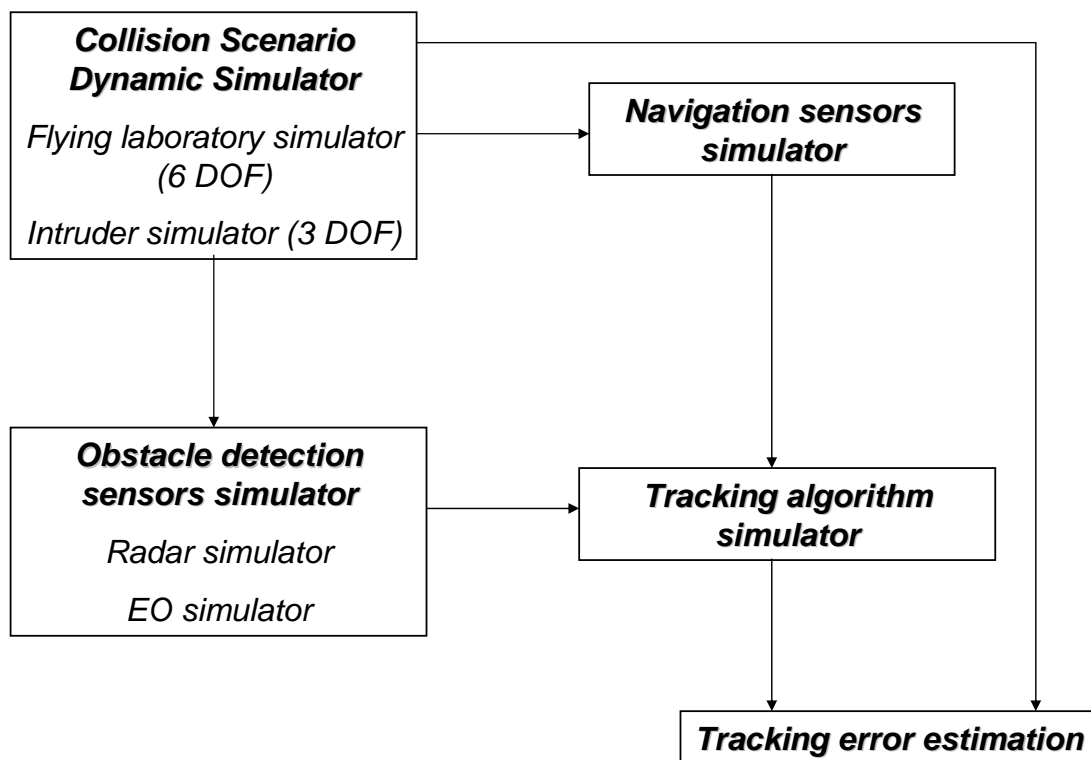 Collision Scenario
Dynamic Simulator
Flying laboratory simulator
(6 DOF)
Intruder simulator (3 DOF)
Navigation sensors
simulator
Obstacle detection
sensors simulator
Radar simulator
EO simulator
Tracking algorithm
simulator
Tracking error estimation